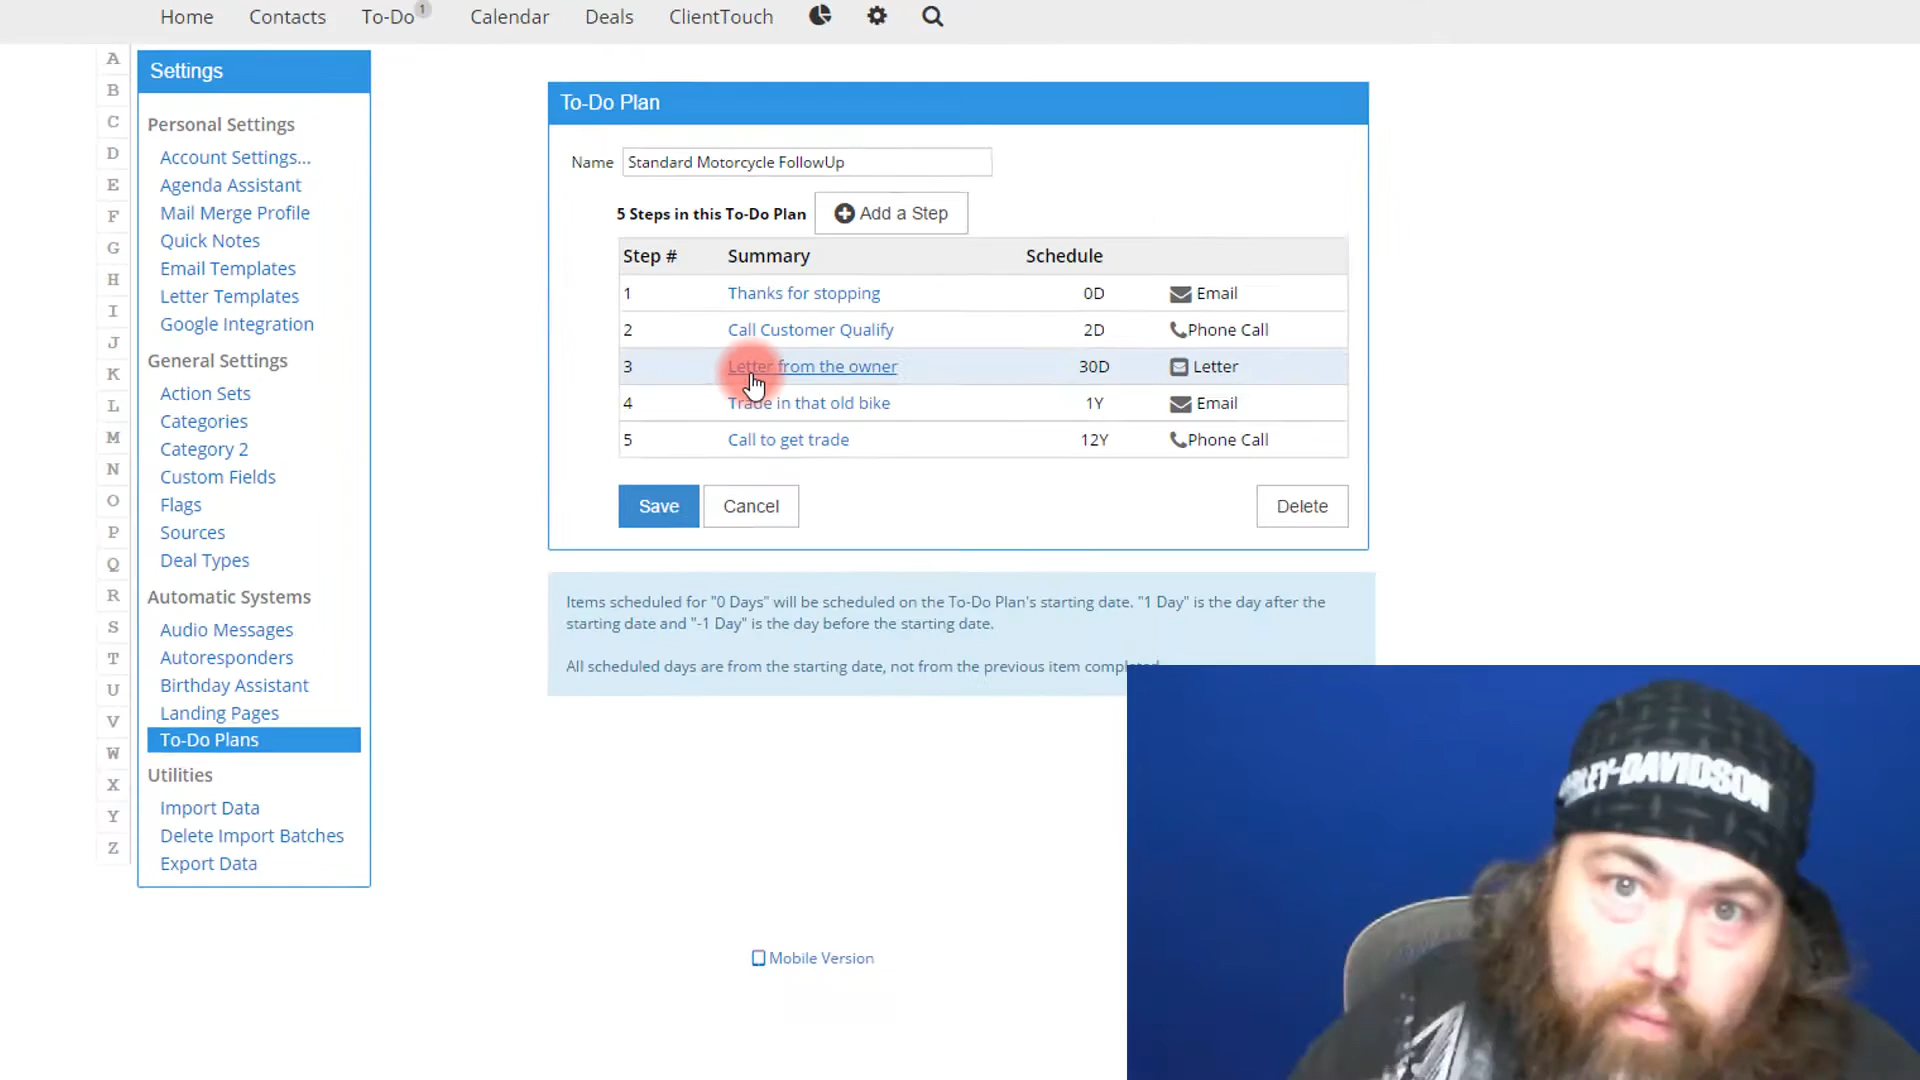 Home Contacts To-Do 1 Calendar Deals ClientTouch
A
B
C
D
E
F
G
H
I
J
K
L
M
N
O
P
Q
R
S
T
U
V
W
X
Y
Z
Settings
Personal Settings
Account Settings...
Agenda Assistant
Mail Merge Profile
Quick Notes
Email Templates
Letter Templates
Google Integration
General Settings
Action Sets
Categories
Category 2
Custom Fields
Flags
Sources
Deal Types
Automatic Systems
Audio Messages
Autoresponders
Birthday Assistant
Landing Pages
To-Do Plans
Utilities
Import Data
Delete Import Batches
Export Data
To-Do Plan
Name Standard Motorcycle FollowUp
5 Steps in this To-Do Plan Add a Step
Step # Summary Schedule
1 Thanks for stopping 0D Email
2 Call Customer Qualify 2D Phone Call
3 Letter from the owner 30D Letter
4 Trade in that old bike 1Y Email
5 Call to get trade 12Y Phone Call
Save Cancel Delete
Items scheduled for "0 Days" will be scheduled on the To-Do Plan's starting date. "1 Day" is the day after the
starting date and "-1 Day" is the day before the starting date.
All scheduled days are from the starting date, not from the previous item completed
Mobile Version
RLEY-DAVIDSON